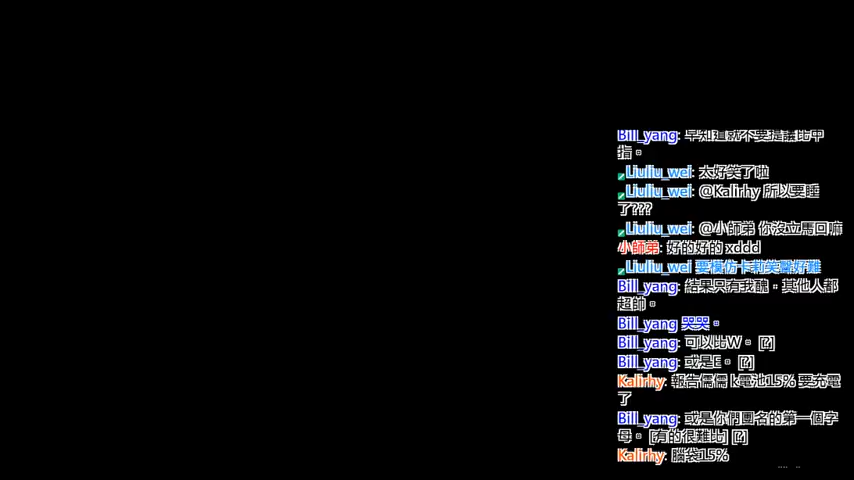 Bill_yang: 早知道就不要提議比中
指。
Liuliu_wei: 太好笑了啦
Liuliu_wei: @Kalirhy 所以要睡
了???
Liuliu_wei: @小師弟 你沒立馬回嘛
小師弟: 好的好的 xddd
Liuliu_wei 要模仿卡莉笑聲好難
Bill_yang: 結果只有我醜。其他人都
超帥。
Bill_yang 哭哭。
Bill_yang: 可以比W。 [?]
Bill_yang: 或是E。 [?]
Kalirhy: 報告儒儒 k電池15% 要充電
了
Bill_yang: 或是你們團名的第一個字
母。 [有的很難比] [?]
Kalirhy: 腦袋15%